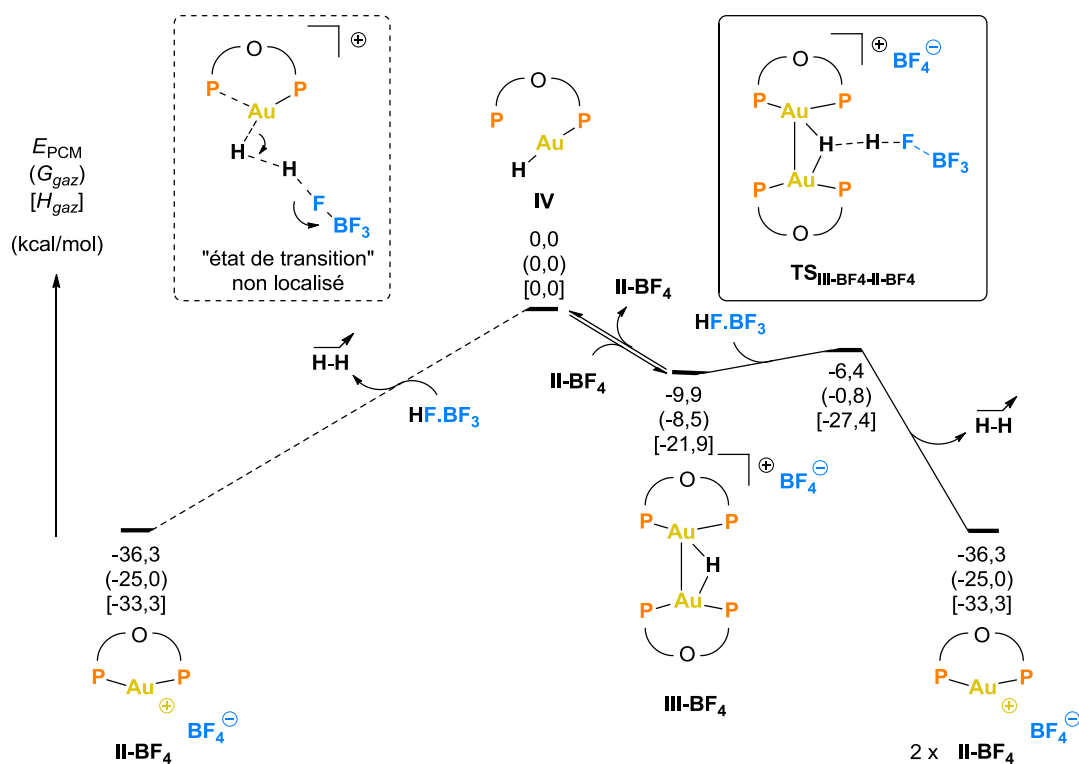 E_PCM
(G_gaz)
[H_gaz]
(kcal/mol)
O
P
P
Au
H
H
F
BF₃
⊕
"état de transition"
non localisé
O
P
P
Au
H
IV
0,0
(0,0)
[0,0]
⊕
BF₄⊖
O
P
P
Au
H
H
F
BF₃
Au
P
P
O
TS_III-BF4-II-BF4
H-H
HF.BF₃
II-BF₄
II-BF₄
HF.BF₃
-9,9
(-8,5)
[-21,9]
-6,4
(-0,8)
[-27,4]
H-H
⊕
BF₄⊖
O
P
P
Au
H
Au
P
P
O
III-BF₄
-36,3
(-25,0)
[-33,3]
O
P
P
Au
⊕
BF₄⊖
II-BF₄
-36,3
(-25,0)
[-33,3]
O
P
P
Au
⊕
BF₄⊖
2 x II-BF₄